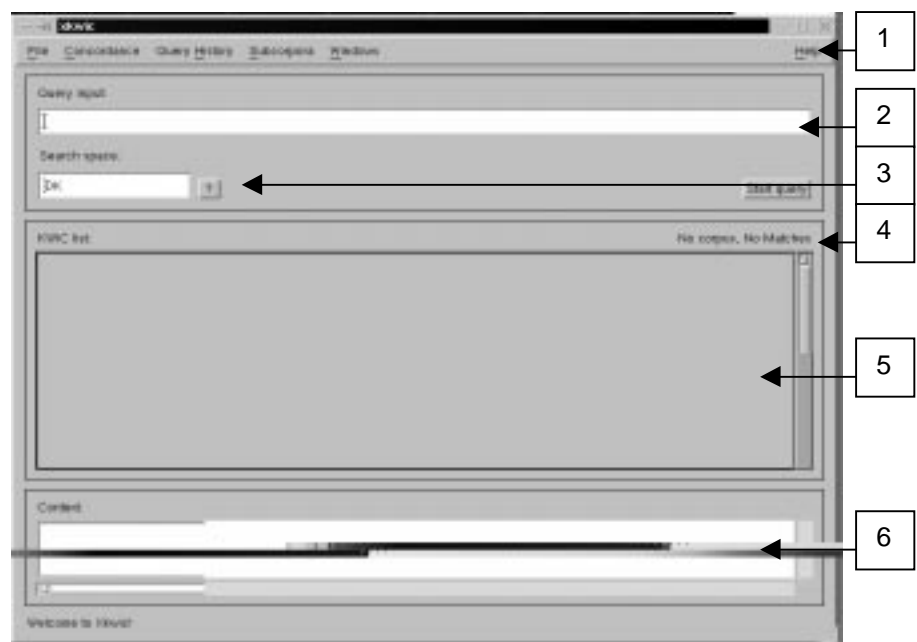 xkwic
File Concordance Query History Subcorpora Windows Help
1
Query input:
2
Search space:
3
DK
Start query
4
KWIC list: No corpus, No Matches
5
Context:
6
Welcome to Xkwic!